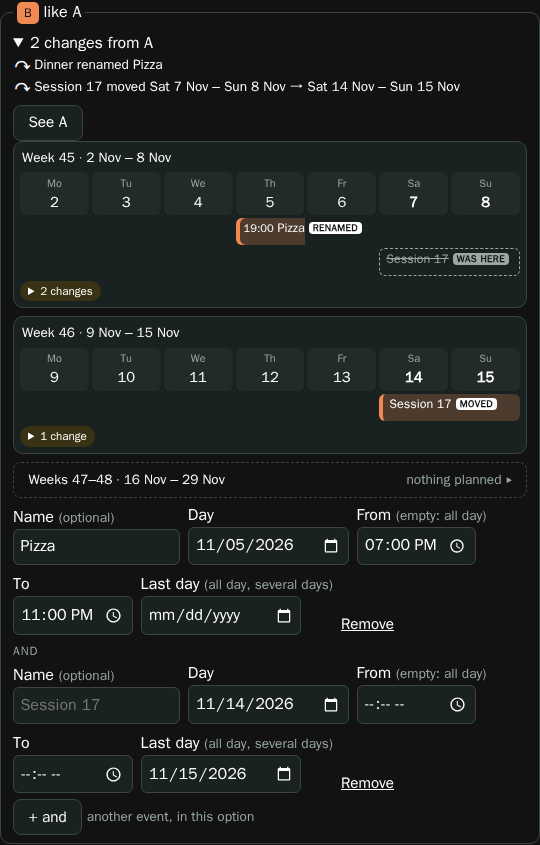 B like A
▼ 2 changes from A
↷ Dinner renamed Pizza
↷ Session 17 moved Sat 7 Nov – Sun 8 Nov → Sat 14 Nov – Sun 15 Nov
See A
Week 45 · 2 Nov – 8 Nov
Mo Tu We Th Fr Sa Su
2 3 4 5 6 7 8
19:00 Pizza RENAMED
Session 17 WAS HERE
▶ 2 changes
Week 46 · 9 Nov – 15 Nov
Mo Tu We Th Fr Sa Su
9 10 11 12 13 14 15
Session 17 MOVED
▶ 1 change
Weeks 47–48 · 16 Nov – 29 Nov nothing planned ▸
Name (optional) Day From (empty: all day)
Pizza 11/05/2026 07:00 PM
To Last day (all day, several days)
11:00 PM mm/dd/yyyy Remove
AND
Name (optional) Day From (empty: all day)
Session 17 11/14/2026 --:-- --
To Last day (all day, several days)
--:-- -- 11/15/2026 Remove
+ and another event, in this option